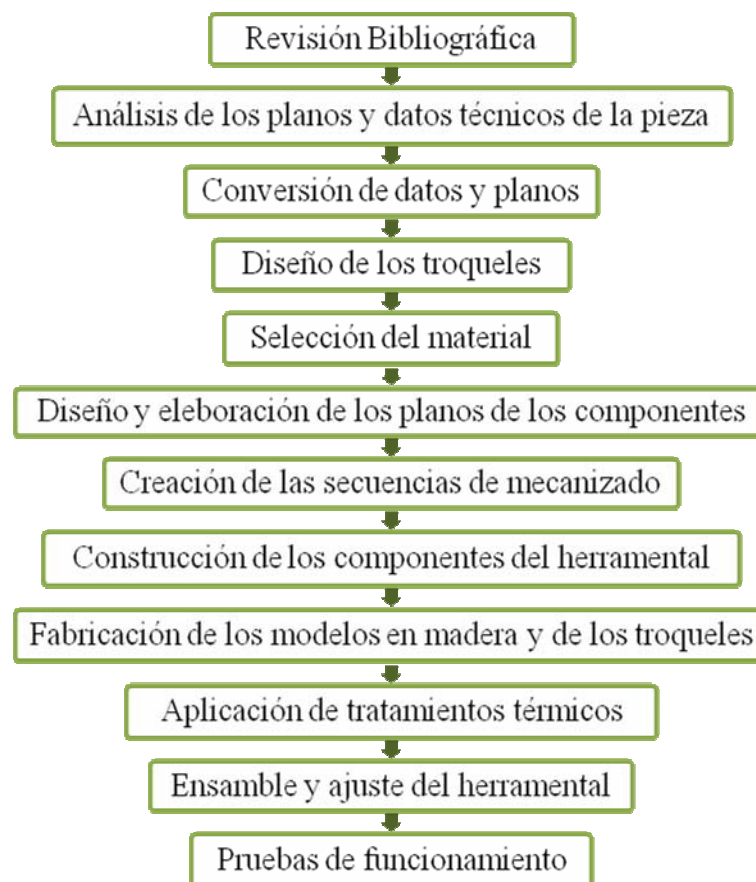 Revisión Bibliográfica
Análisis de los planos y datos técnicos de la pieza
Conversión de datos y planos
Diseño de los troqueles
Selección del material
Diseño y eleboración de los planos de los componentes
Creación de las secuencias de mecanizado
Construcción de los componentes del herramental
Fabricación de los modelos en madera y de los troqueles
Aplicación de tratamientos térmicos
Ensamble y ajuste del herramental
Pruebas de funcionamiento